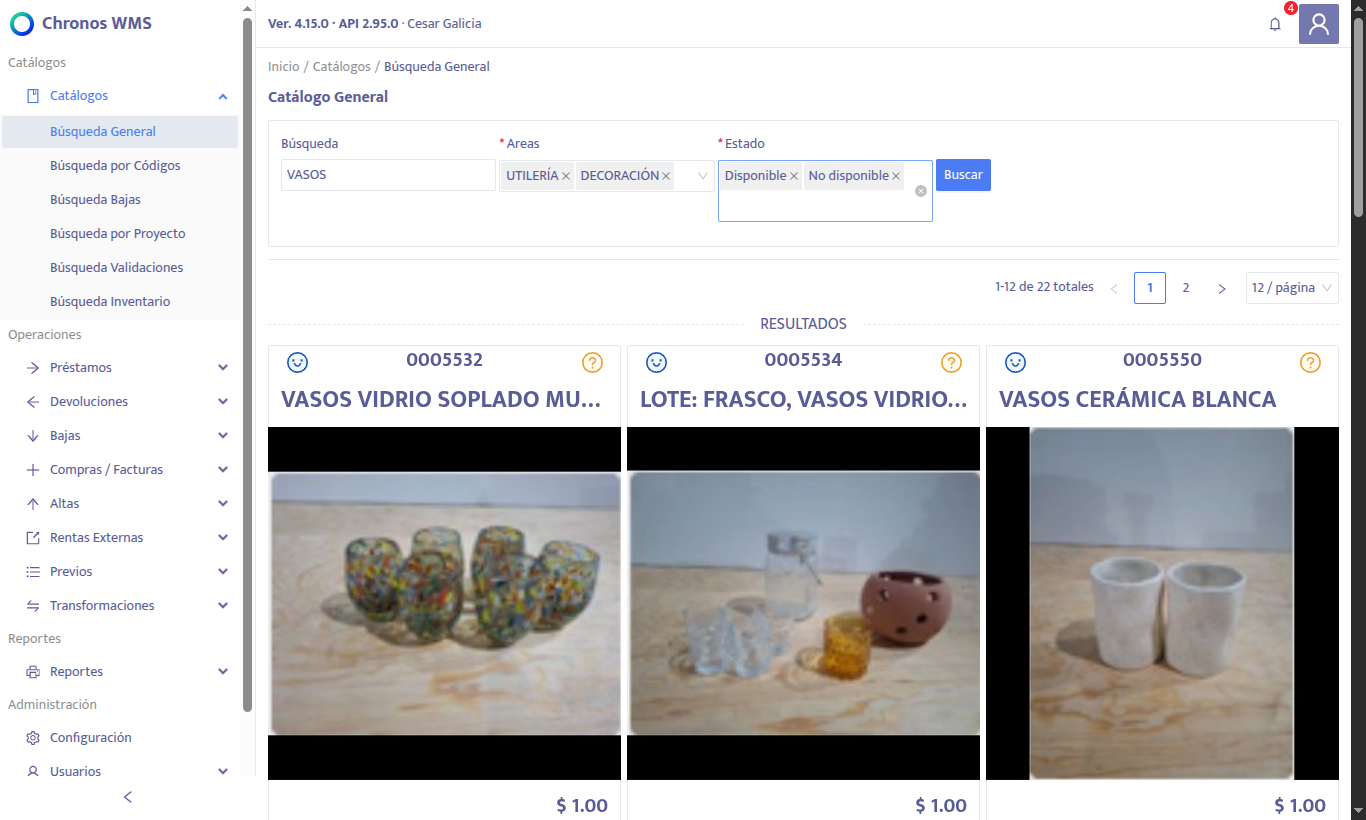 Chronos WMS
Catálogos
Catálogos
Búsqueda General
Búsqueda por Códigos
Búsqueda Bajas
Búsqueda por Proyecto
Búsqueda Validaciones
Búsqueda Inventario
Operaciones
Préstamos
Devoluciones
Bajas
Compras / Facturas
Altas
Rentas Externas
Previos
Transformaciones
Reportes
Reportes
Administración
Configuración
Usuarios
Ver. 4.15.0 · API 2.95.0 · Cesar Galicia
4
Inicio / Catálogos / Búsqueda General
Catálogo General
Búsqueda * Areas * Estado
VASOS UTILERÍA DECORACIÓN Disponible No disponible Buscar
1-12 de 22 totales 1 2 12 / página
RESULTADOS
0005532
VASOS VIDRIO SOPLADO MU...
$ 1.00
0005534
LOTE: FRASCO, VASOS VIDRIO...
$ 1.00
0005550
VASOS CERÁMICA BLANCA
$ 1.00